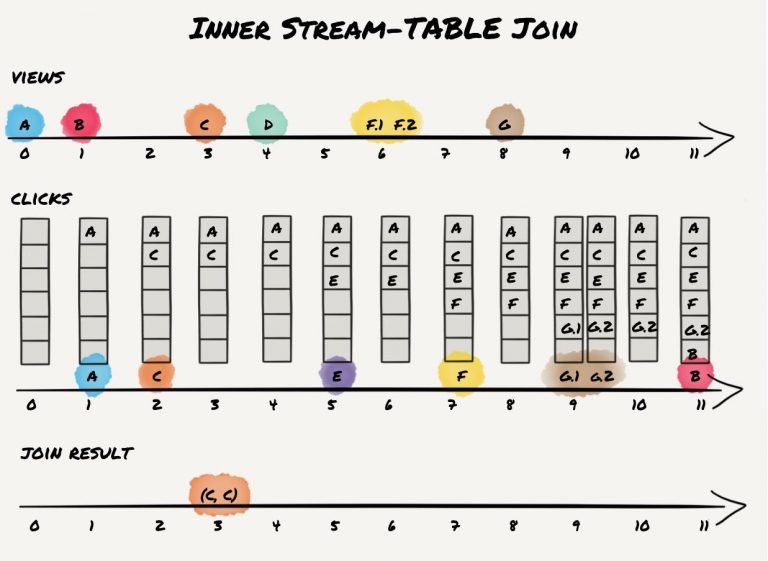 INNER STREAM-TABLE JOIN
VIEWS
A B C D F.1 F.2 G
0 1 2 3 4 5 6 7 8 9 10 11
CLICKS
A A A A A A A A A A A A
C C C C C C C C C C C
E E E E E E E E
F F F F F F
G.1 G.2 G.2 G.2
B
A C E F G.1 G.2 B
0 1 2 3 4 5 6 7 8 9 10 11
JOIN RESULT
(C, C)
0 1 2 3 4 5 6 7 8 9 10 11